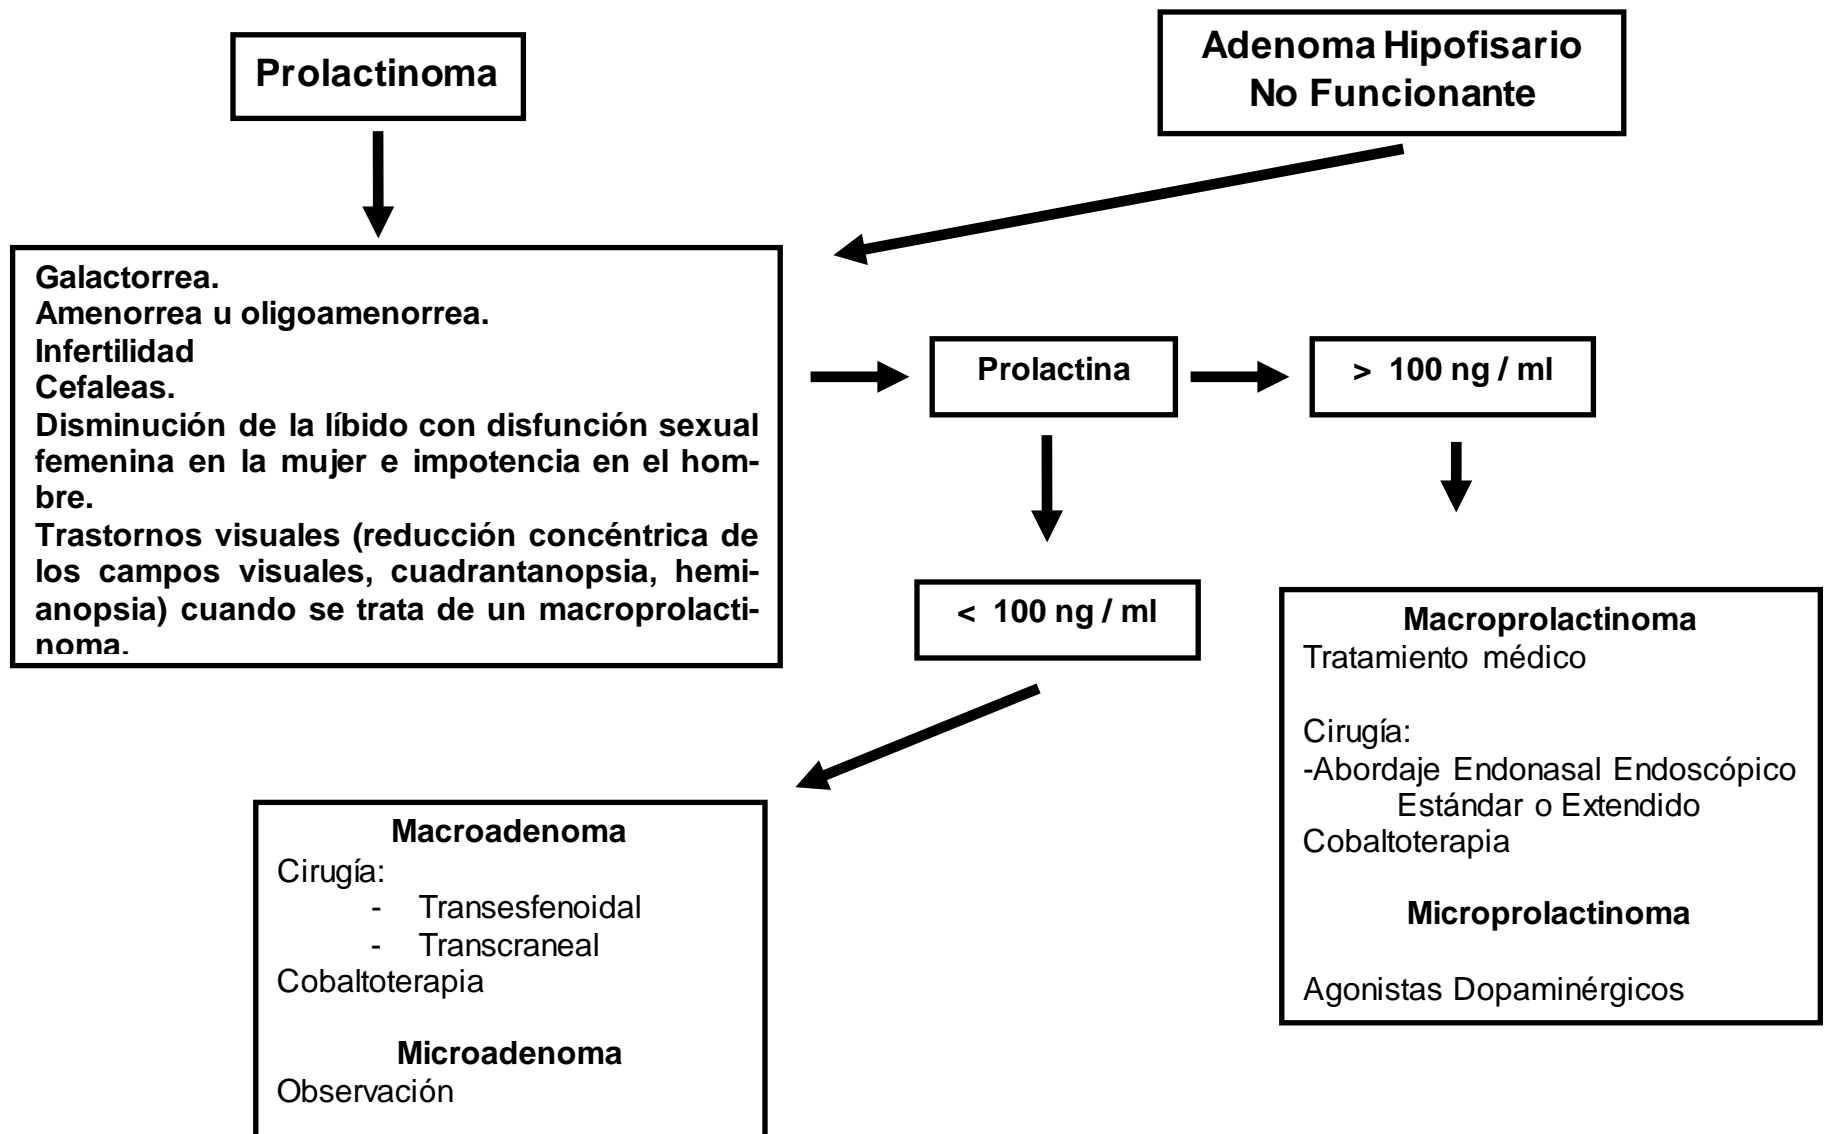 Prolactinoma
Adenoma Hipofisario
No Funcionante
Galactorrea.
Amenorrea u oligoamenorrea.
Infertilidad
Cefaleas.
Disminución de la líbido con disfunción sexual
femenina en la mujer e impotencia en el hom-
bre.
Trastornos visuales (reducción concéntrica de
los campos visuales, cuadrantanopsia, hemi-
anopsia) cuando se trata de un macroprolacti-
noma.
Prolactina
> 100 ng / ml
< 100 ng / ml
Macroprolactinoma
Tratamiento médico
Cirugía:
-Abordaje Endonasal Endoscópico
Estándar o Extendido
Cobaltoterapia
Microprolactinoma
Agonistas Dopaminérgicos
Macroadenoma
Cirugía:
- Transesfenoidal
- Transcraneal
Cobaltoterapia
Microadenoma
Observación